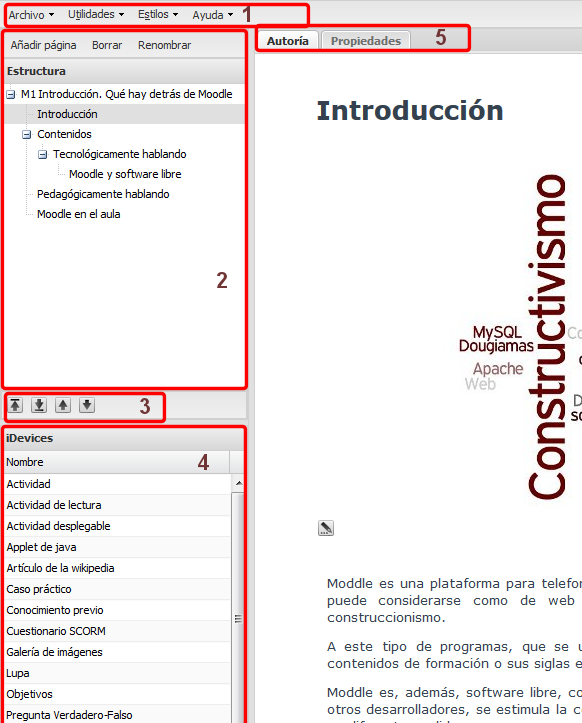 Archivo Utilidades Estilos Ayuda 1
Añadir página Borrar Renombrar
Estructura
M1 Introducción. Qué hay detrás de Moodle
Introducción
Contenidos
Tecnológicamente hablando
Moodle y software libre
Pedagógicamente hablando
Moodle en el aula
2
3
iDevices
Nombre 4
Actividad
Actividad de lectura
Actividad desplegable
Applet de java
Artículo de la wikipedia
Caso práctico
Conocimiento previo
Cuestionario SCORM
Galería de imágenes
Lupa
Objetivos
Pregunta Verdadero-Falso
Autoría Propiedades 5
Introducción
Constructivismo
MySQL
Dougiamas
Apache
Web
Moddle es una plataforma para
puede considerarse como de web
construccionismo.
A este tipo de programas, que se
contenidos de formación o sus siglas
Moddle es, además, software libre,
otros desarrolladores, se estimula la